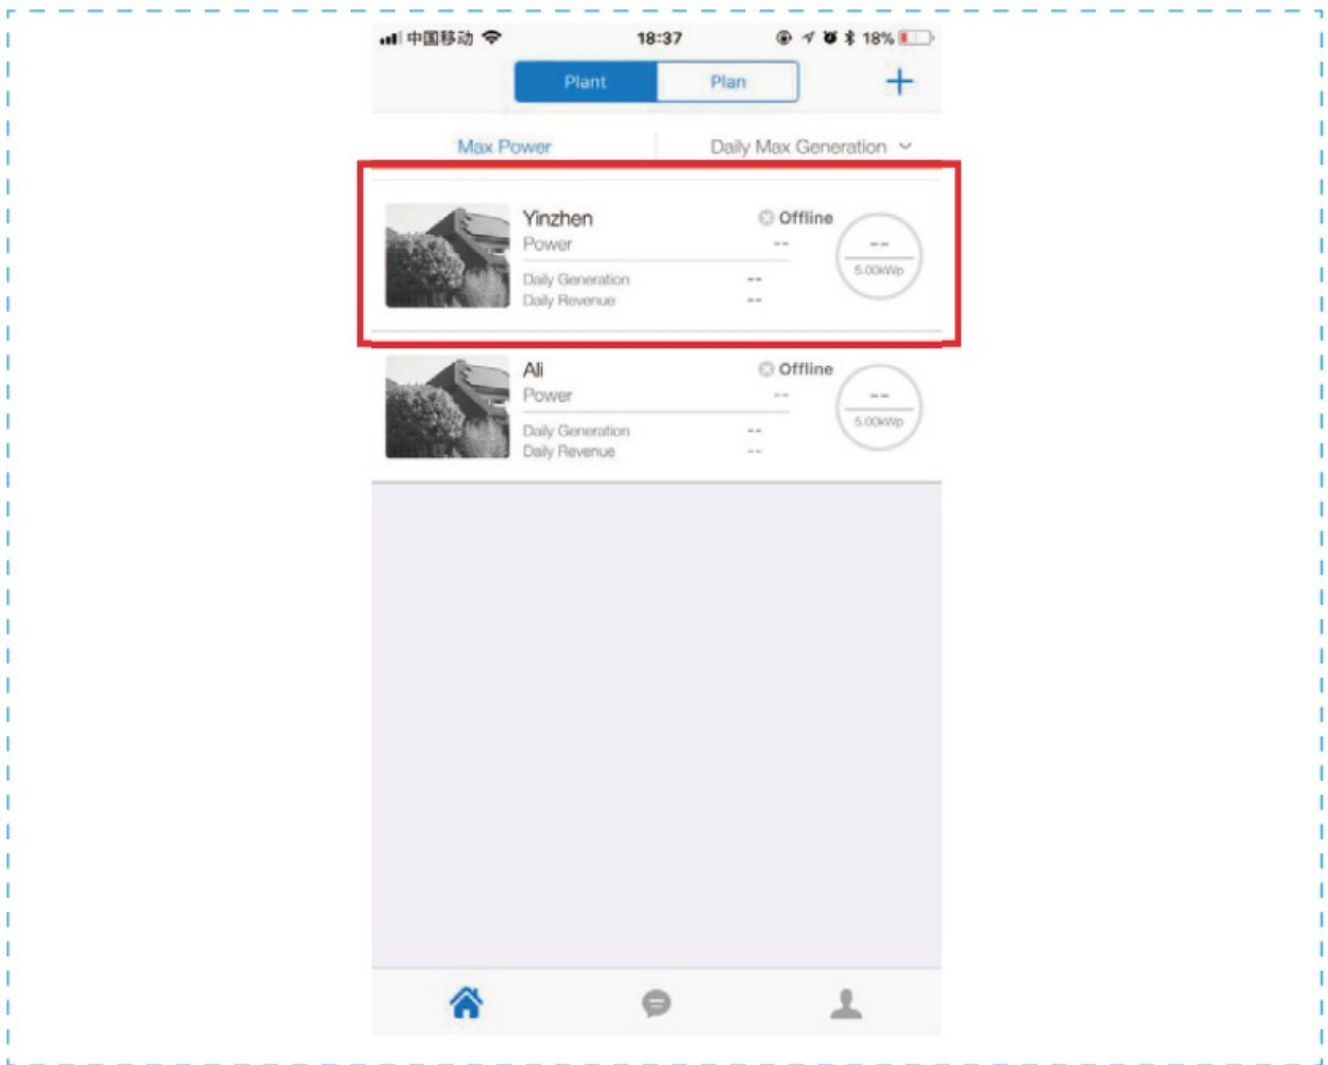 中国移动 18:37 18%
Plant Plan +
Max Power Daily Max Generation
Yinzhen Offline
Power -- --
5.00kWp
Daily Generation --
Daily Revenue --
Ali Offline
Power -- --
5.00kWp
Daily Generation --
Daily Revenue --